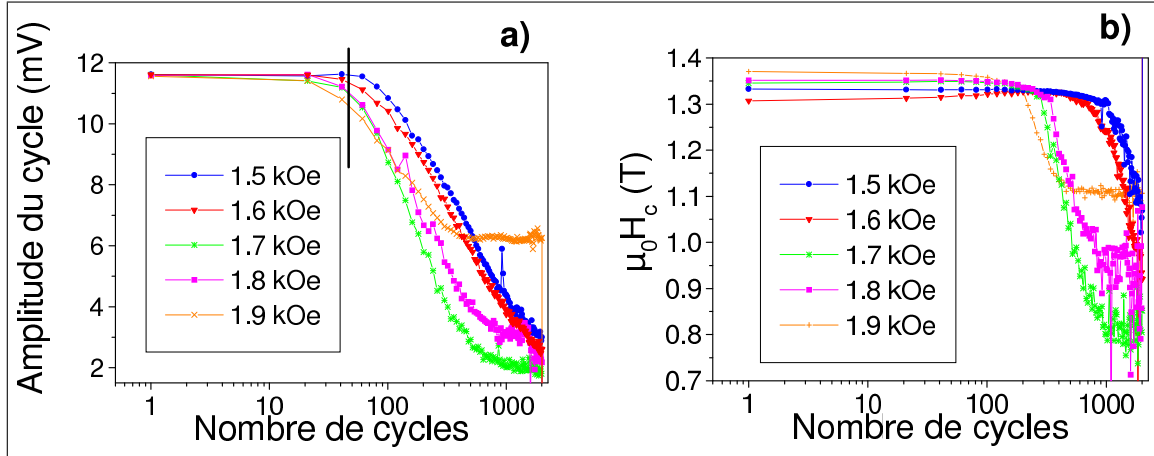 a)
Amplitude du cycle (mV)
12
10
8
6
4
2
1.5 kOe
1.6 kOe
1.7 kOe
1.8 kOe
1.9 kOe
1
10
100
1000
Nombre de cycles
b)
μ₀H_c (T)
1.4
1.3
1.2
1.1
1.0
0.9
0.8
0.7
1.5 kOe
1.6 kOe
1.7 kOe
1.8 kOe
1.9 kOe
1
10
100
1000
Nombre de cycles